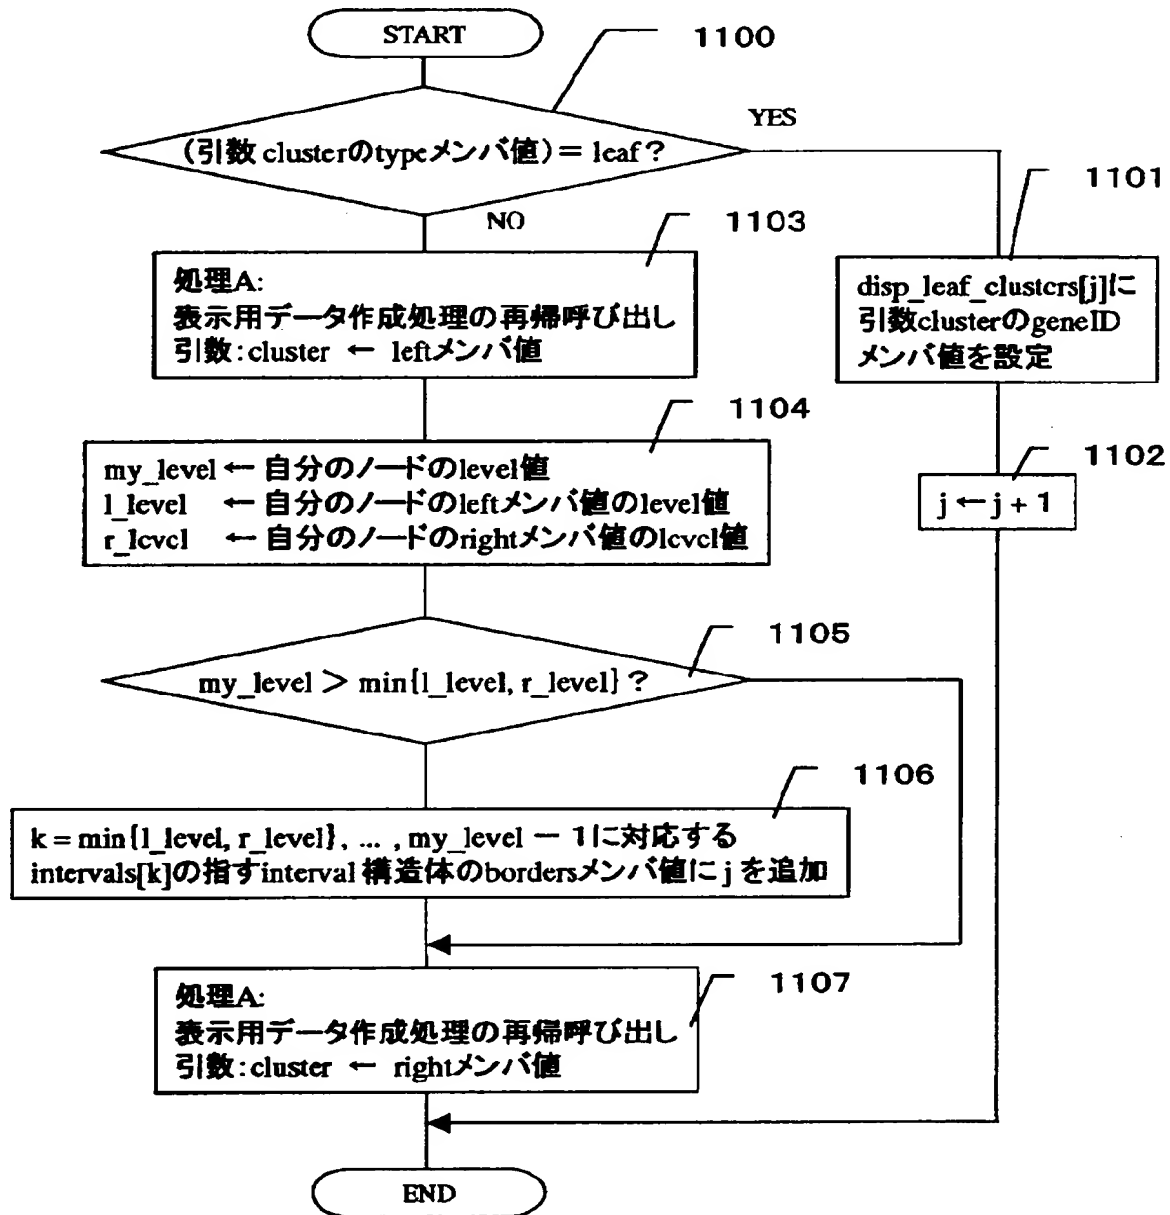 START
1100
(引数 clusterのtypeメンバ値) = leaf ?
YES
NO
1101
disp_leaf_clusters[j]に
引数clusterのgeneID
メンバ値を設定
1102
j ← j + 1
1103
処理A:
表示用データ作成処理の再帰呼び出し
引数:cluster ← leftメンバ値
1104
my_level ← 自分のノードのlevel値
l_level ← 自分のノードのleftメンバ値のlevel値
r_level ← 自分のノードのrightメンバ値のlevel値
1105
my_level > min{l_level, r_level} ?
1106
k = min{l_level, r_level}, ... , my_level － 1に対応する
intervals[k]の指すinterval 構造体のbordersメンバ値に j を追加
1107
処理A:
表示用データ作成処理の再帰呼び出し
引数:cluster ← rightメンバ値
END